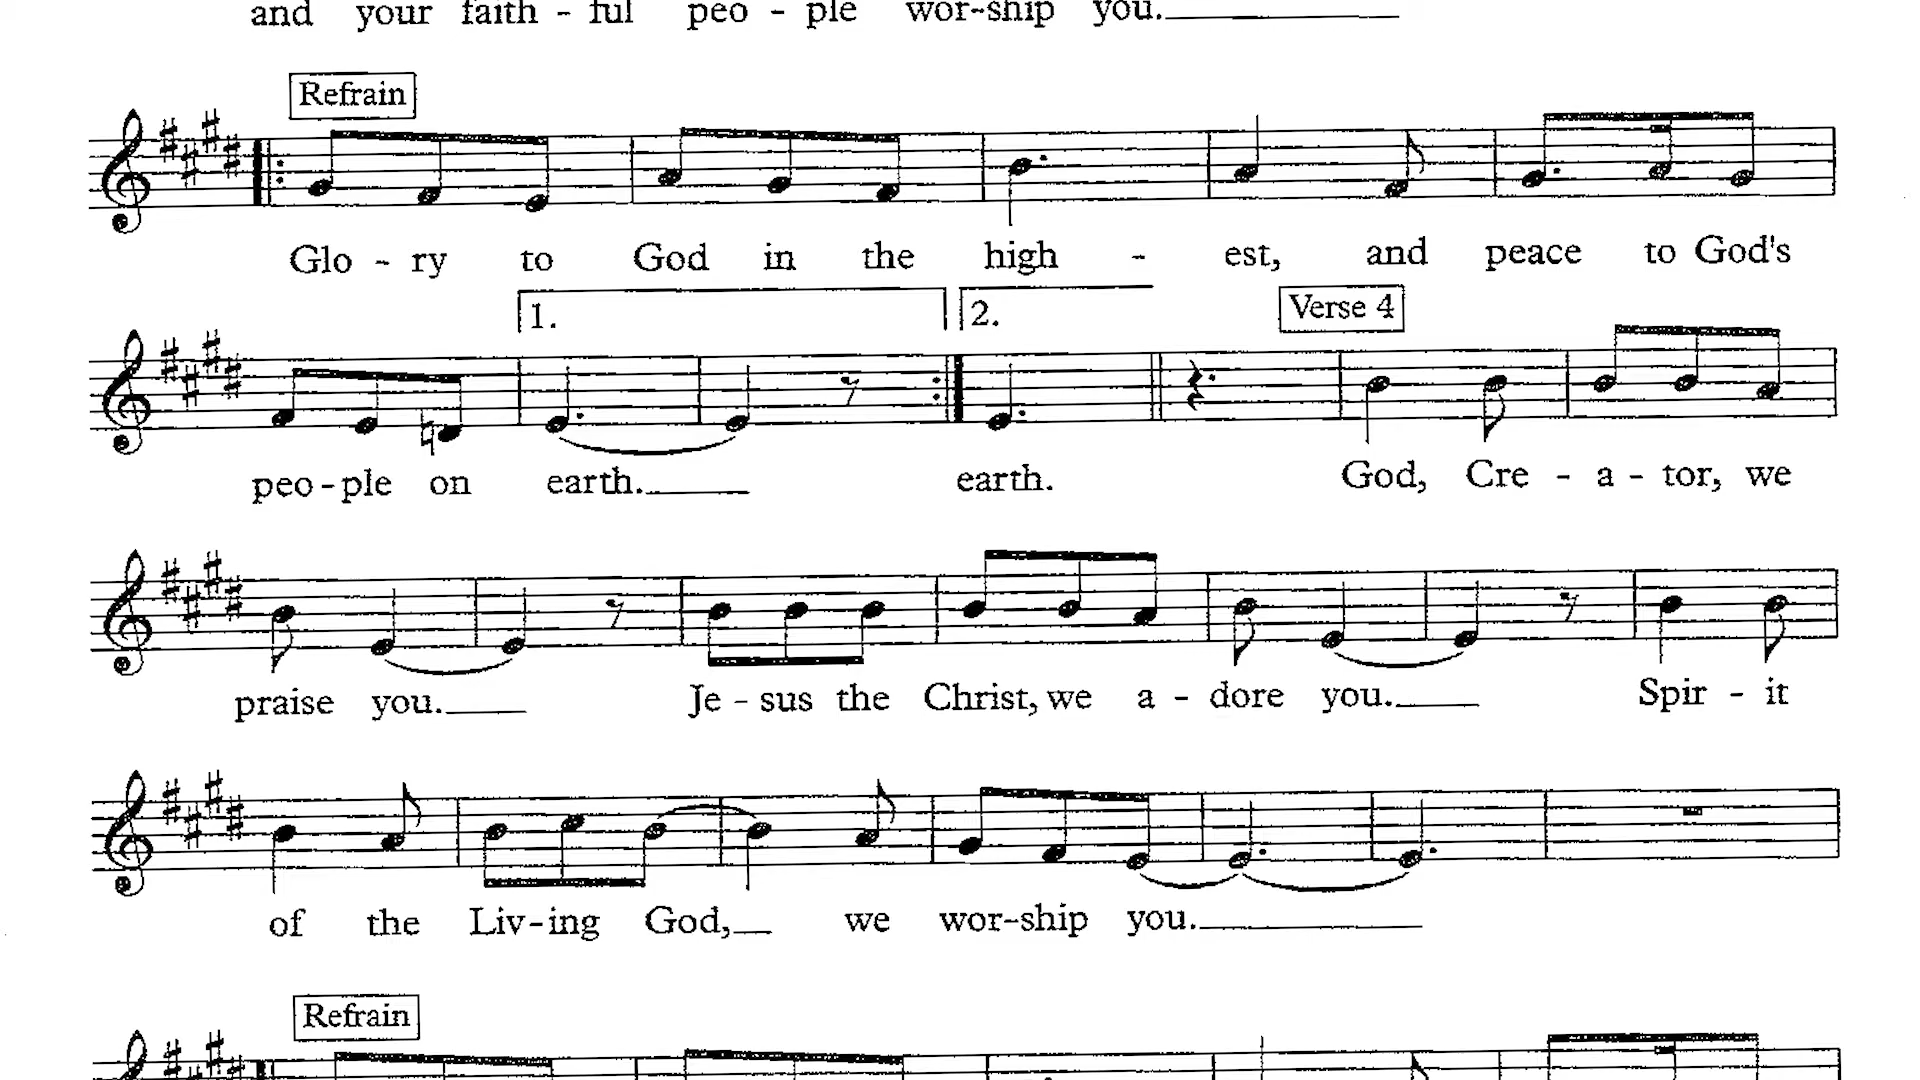 and your faith - ful peo - ple wor-ship you.
Refrain
Glo - ry to God in the high - est, and peace to God's
1. 2. Verse 4
peo - ple on earth. earth. God, Cre - a - tor, we
praise you. Je - sus the Christ, we a - dore you. Spir - it
of the Liv - ing God, we wor-ship you.
Refrain